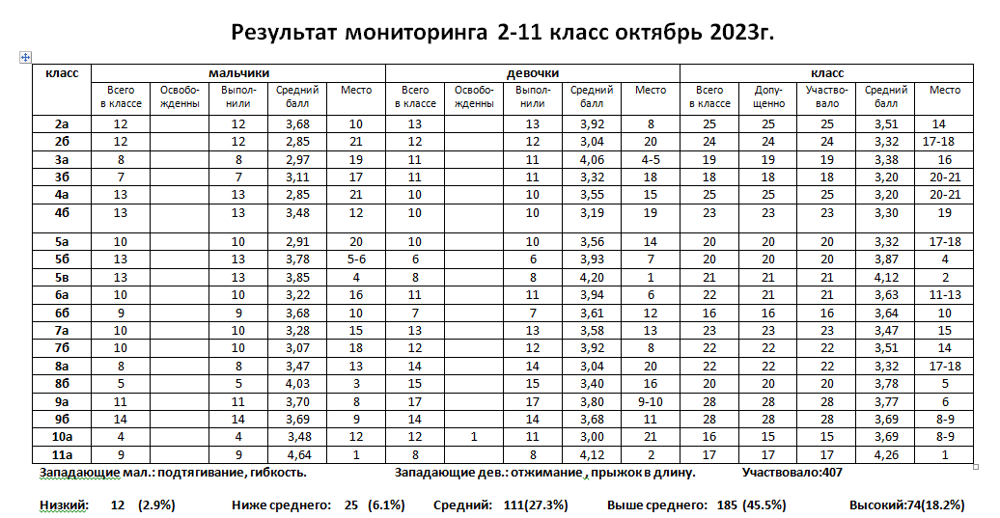 Результат мониторинга 2-11 класс октябрь 2023г.
класс мальчики девочки класс
Всего в классе Освобо-жденны Выпол-нили Средний балл Место Всего в классе Освобо-жденны Выпол-нили Средний балл Место Всего в классе Допу-щенно Участво-вало Средний балл Место
2а 12 12 3,68 10 13 13 3,92 8 25 25 25 3,51 14
2б 12 12 2,85 21 12 12 3,04 20 24 24 24 3,32 17-18
3а 8 8 2,97 19 11 11 4,06 4-5 19 19 19 3,38 16
3б 7 7 3,11 17 11 11 3,32 18 18 18 18 3,20 20-21
4а 13 13 2,85 21 10 10 3,55 15 25 25 25 3,20 20-21
4б 13 13 3,48 12 10 10 3,19 19 23 23 23 3,30 19
5а 10 10 2,91 20 10 10 3,56 14 20 20 20 3,32 17-18
5б 13 13 3,78 5-6 6 6 3,93 7 20 20 20 3,87 4
5в 13 13 3,85 4 8 8 4,20 1 21 21 21 4,12 2
6а 10 10 3,22 16 11 11 3,94 6 22 21 21 3,63 11-13
6б 9 9 3,68 10 7 7 3,61 12 16 16 16 3,64 10
7а 10 10 3,28 15 13 13 3,58 13 23 23 23 3,47 15
7б 10 10 3,07 18 12 12 3,92 8 22 22 22 3,51 14
8а 8 8 3,47 13 14 14 3,04 20 22 22 22 3,32 17-18
8б 5 5 4,03 3 15 15 3,40 16 20 20 20 3,78 5
9а 11 11 3,70 8 17 17 3,80 9-10 28 28 28 3,77 6
9б 14 14 3,69 9 14 14 3,68 11 28 28 28 3,69 8-9
10а 4 4 3,48 12 12 1 11 3,00 21 16 15 15 3,69 8-9
11а 9 9 4,64 1 8 8 4,12 2 17 17 17 4,26 1
Западающие мал.: подтягивание, гибкость. Западающие дев.: отжимание , прыжок в длину. Участвовало:407
Низкий: 12 (2.9%) Ниже среднего: 25 (6.1%) Средний: 111(27.3%) Выше среднего: 185 (45.5%) Высокий:74(18.2%)